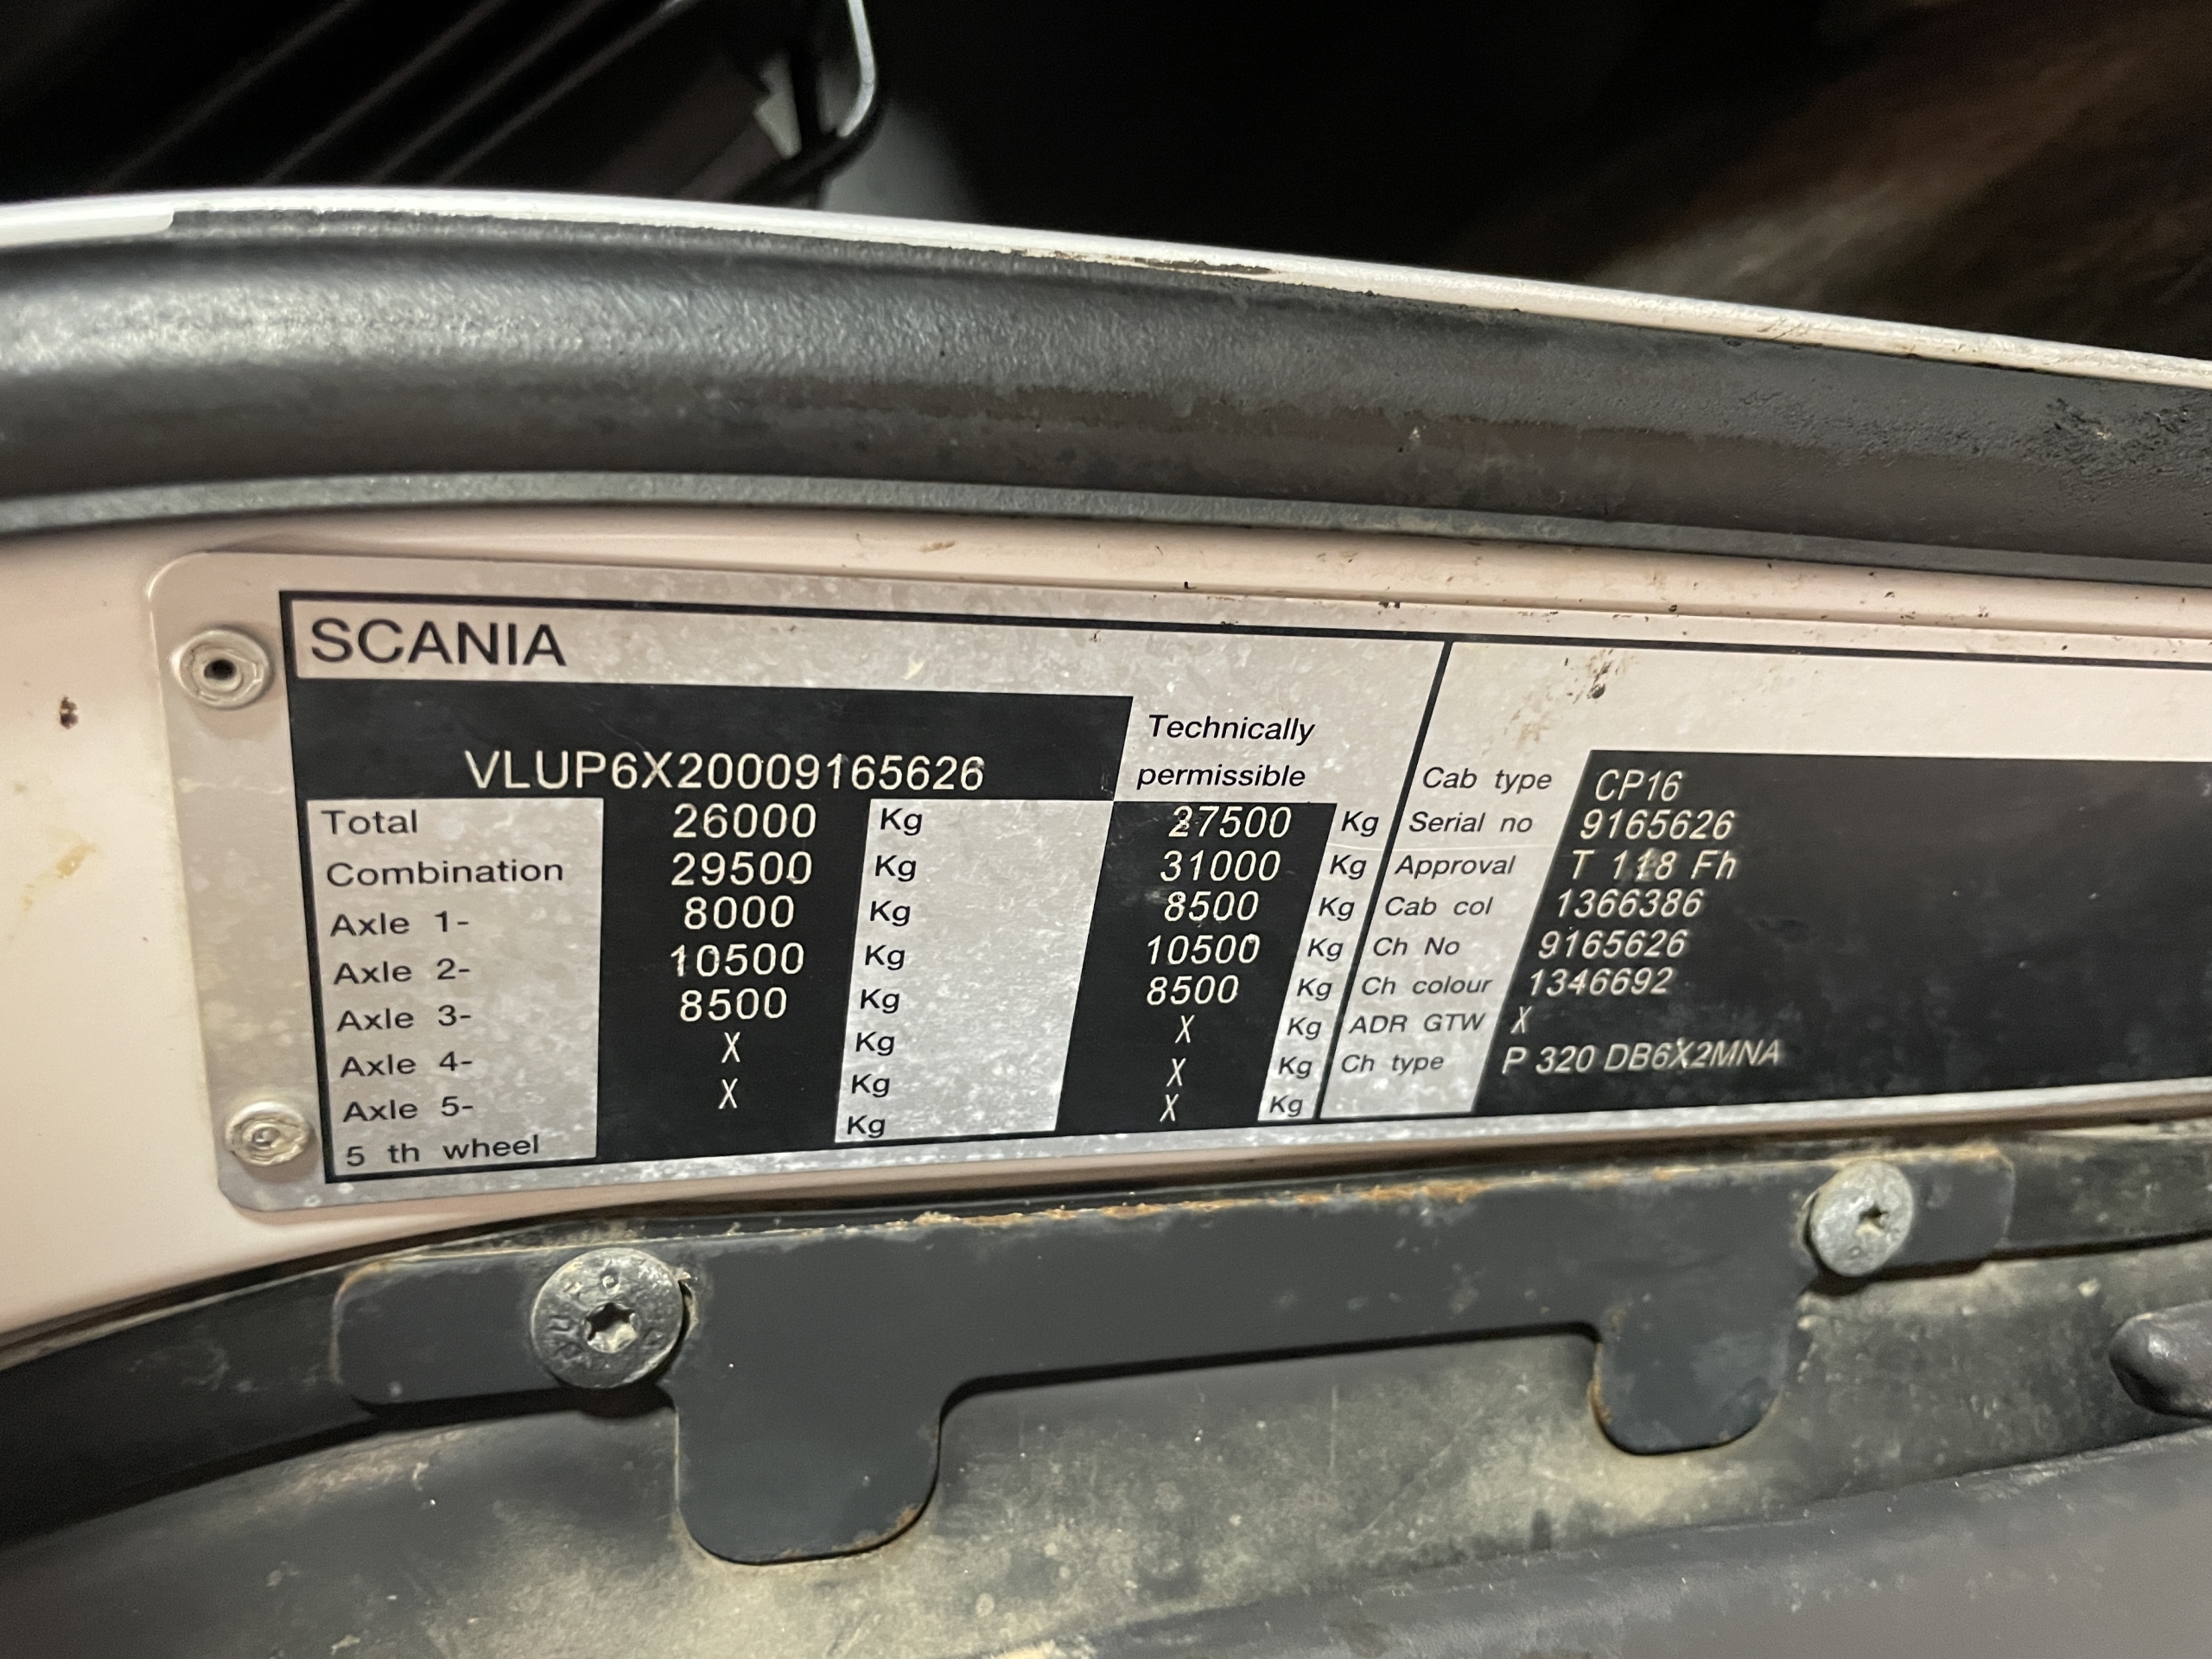 SCANIA
Technically
permissible
VLUP6X20009165626
Total 26000 Kg 27500 Kg
Combination 29500 Kg 31000 Kg
Axle 1- 8000 Kg 8500 Kg
Axle 2- 10500 Kg 10500 Kg
Axle 3- 8500 Kg 8500 Kg
Axle 4- X Kg X Kg
Axle 5- X Kg X Kg
5 th wheel Kg X Kg
Cab type CP16
Serial no 9165626
Approval T 118 Fh
Cab col 1366386
Ch No 9165626
Ch colour 1346692
ADR GTW X
Ch type P 320 DB6X2MNA